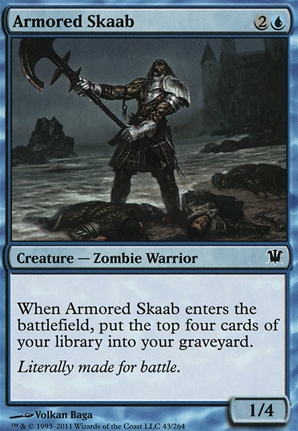 Armored Skaab 2
Creature — Zombie Warrior
When Armored Skaab enters the
battlefield, put the top four cards of
your library into your graveyard.
Literally made for battle.
1/4
Volkan Baga
™ & © 1993–2011 Wizards of the Coast LLC 43/264